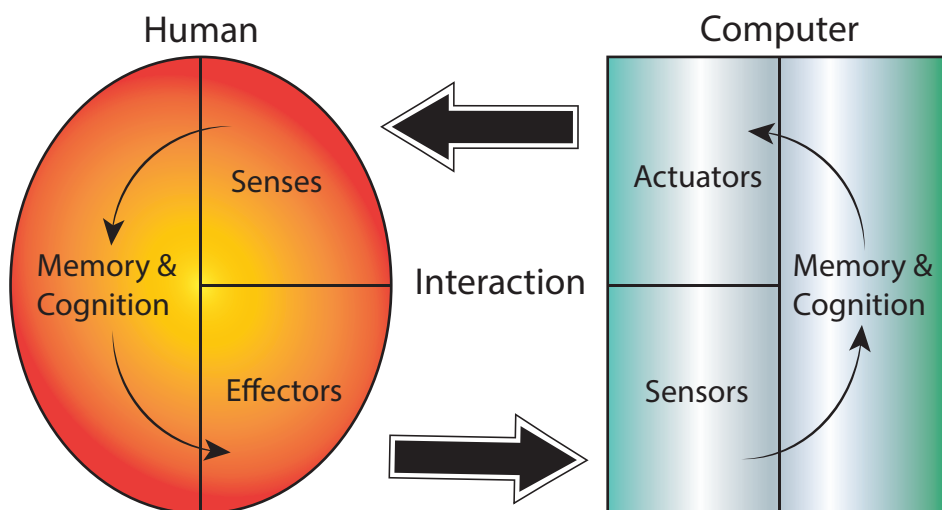 Human
Computer
Senses
Actuators
Memory &
Cognition
Interaction
Memory &
Cognition
Effectors
Sensors